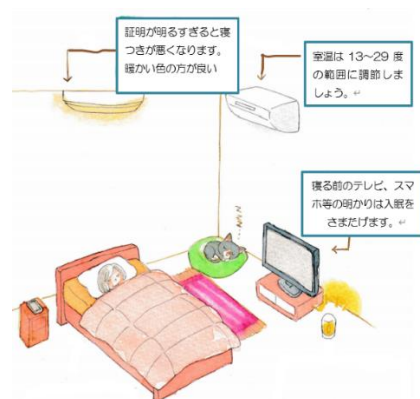 証明が明るすぎると寝
つきが悪くなります。
暖かい色の方が良い
室温は 13～29 度
の範囲に調節しま
しょう。↵
寝る前のテレビ、スマ
ホ等の明かりは入眠を
さまたげます。↵
zzz